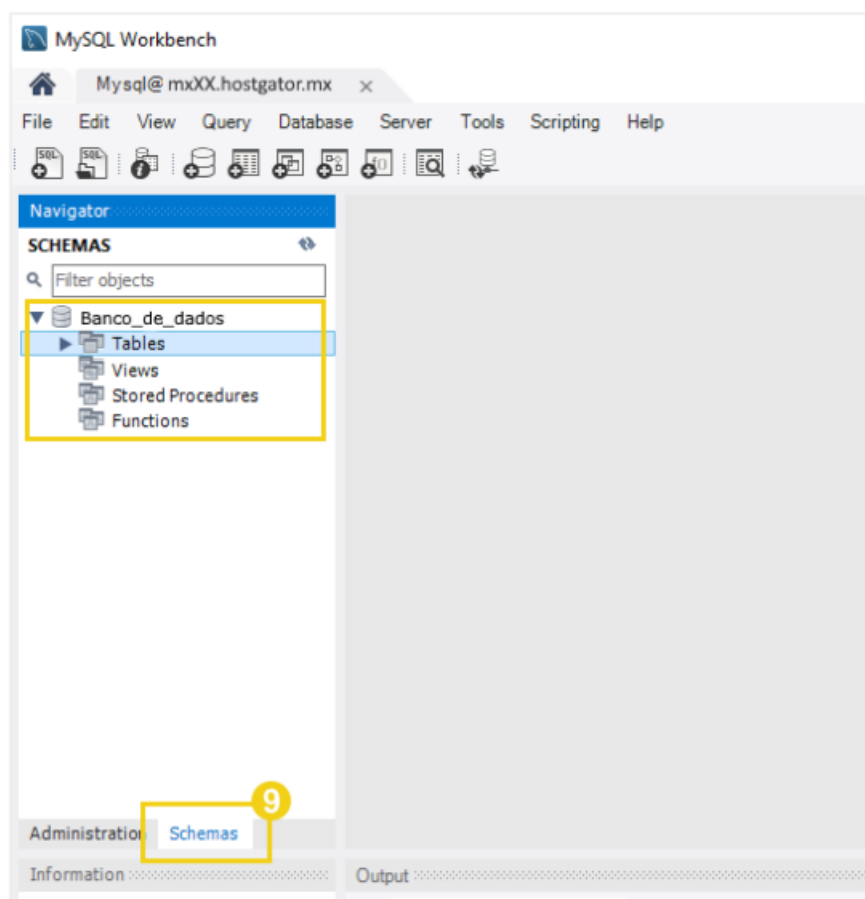 MySQL Workbench
Mysql@ mxXX.hostgator.mx ×
File Edit View Query Database Server Tools Scripting Help
SQL SQL i f()
Navigator
SCHEMAS
Filter objects
Banco_de_dados
Tables
Views
Stored Procedures
Functions
9
Administration Schemas
Information Output